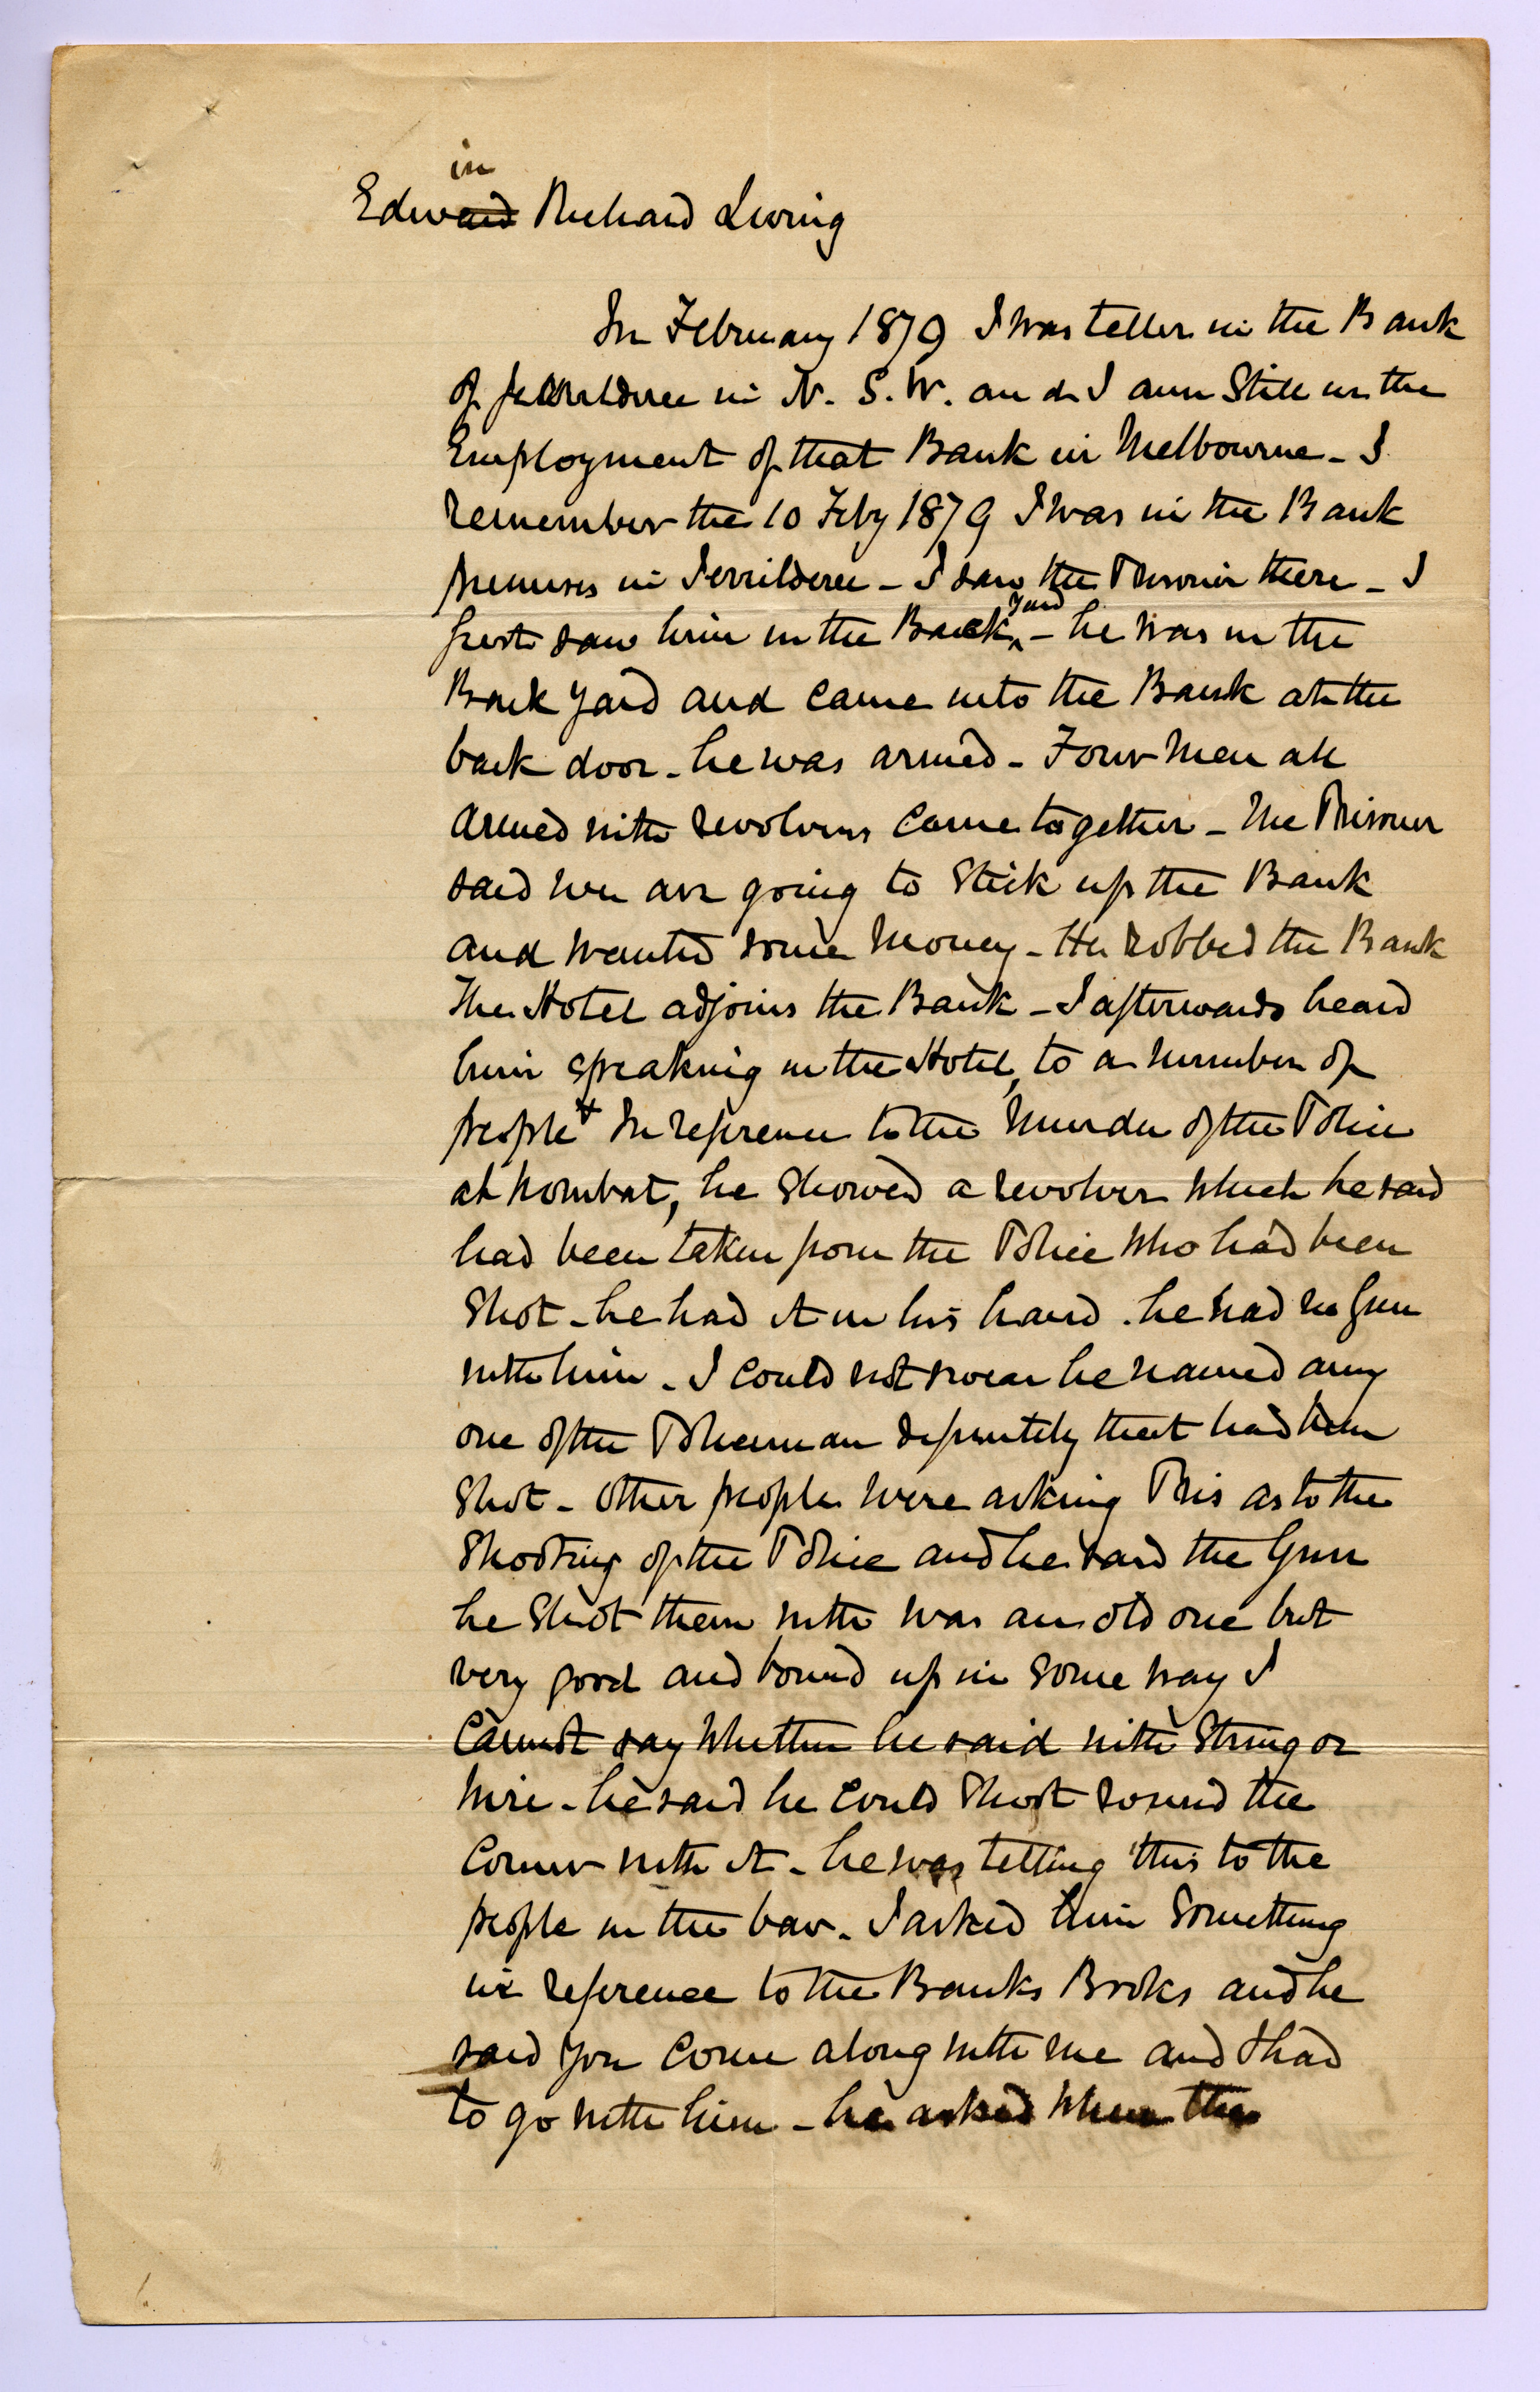 in
Edward Richard Living
In February 1879 I was teller in the Bank
of Jerilderee in N. S. W. and I am Still in the
Employment of that Bank in Melbourne - I
remember the 10 Feby 1879 I was in the Bank
premises in Jerrilderee - I saw the Prisoner there - I
first saw him in the Back yard - he was in the
Back yard and came into the Bank at the
back door - he was armed - Four Men all
armed with revolvers came together - The Prisoner
said we are going to Stick up the Bank
and wanted some Money - He robbed the Bank
The Hotel adjoins the Bank - I afterwards heard
him speaking in the Hotel, to a number of
people x In reference to the Murder of the Police
at Wombat, he Showed a revolver which he said
had been taken from the Police who had been
Shot - he had it in his hand . he had no Gun
with him - I could not swear he named any
one of the Policeman definitely that had been
Shot - Other people were asking Pris as to the
Shooting of the Police and he said the Gun
he Shot them with was an old one but
very good and bound up in some way I
Cannot say Whether he said with String or
Wire - he said he could Shoot round the
Corner with it - he was telling this to the
people in the bar - I asked him Something
in reference to the Banks Books and he
said you come along with me and I had
to go with him - he asked where the